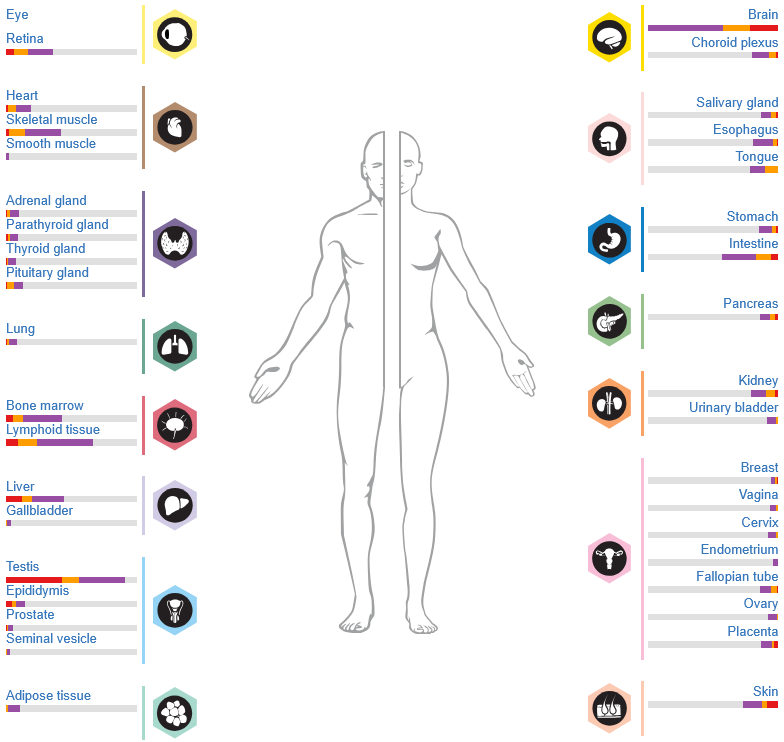 Eye
Retina
Heart
Skeletal muscle
Smooth muscle
Adrenal gland
Parathyroid gland
Thyroid gland
Pituitary gland
Lung
Bone marrow
Lymphoid tissue
Liver
Gallbladder
Testis
Epididymis
Prostate
Seminal vesicle
Adipose tissue
Brain
Choroid plexus
Salivary gland
Esophagus
Tongue
Stomach
Intestine
Pancreas
Kidney
Urinary bladder
Breast
Vagina
Cervix
Endometrium
Fallopian tube
Ovary
Placenta
Skin